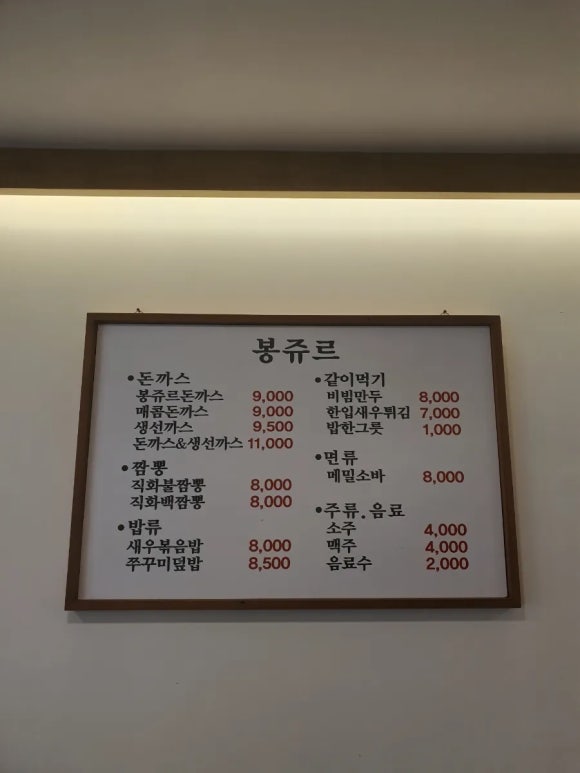 봉쥬르
•돈까스
봉쥬르돈까스 9,000
매콤돈까스 9,000
생선까스 9,500
돈까스&생선까스 11,000
•짬뽕
직화불짬뽕 8,000
직화백짬뽕 8,000
•밥류
새우볶음밥 8,000
쭈꾸미덮밥 8,500
•같이먹기
비빔만두 8,000
한입새우튀김 7,000
밥한그릇 1,000
•면류
메밀소바 8,000
•주류.음료
소주 4,000
맥주 4,000
음료수 2,000